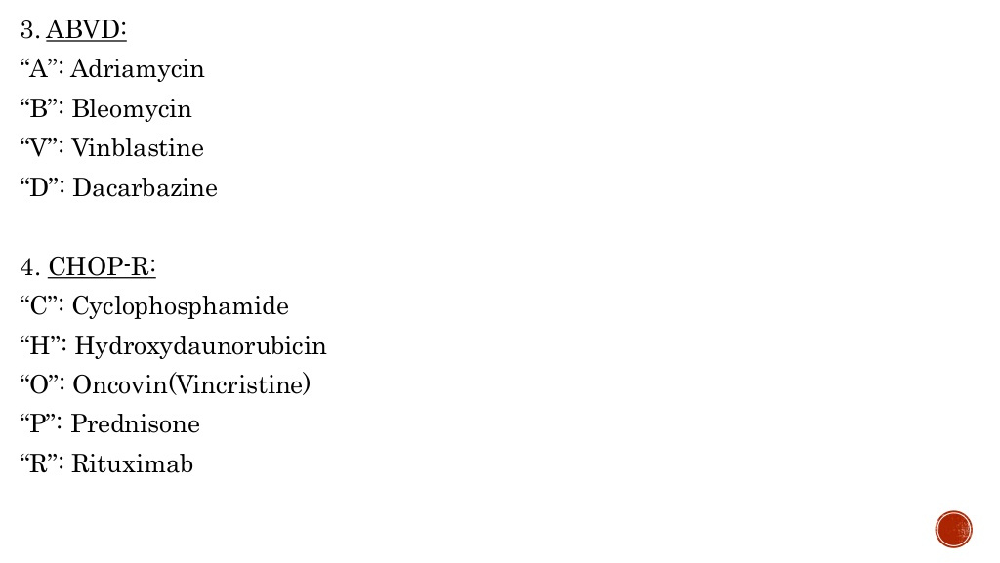 3. ABVD:
“A”: Adriamycin
“B”: Bleomycin
“V”: Vinblastine
“D”: Dacarbazine
4. CHOP-R:
“C”: Cyclophosphamide
“H”: Hydroxydaunorubicin
“O”: Oncovin(Vincristine)
“P”: Prednisone
“R”: Rituximab